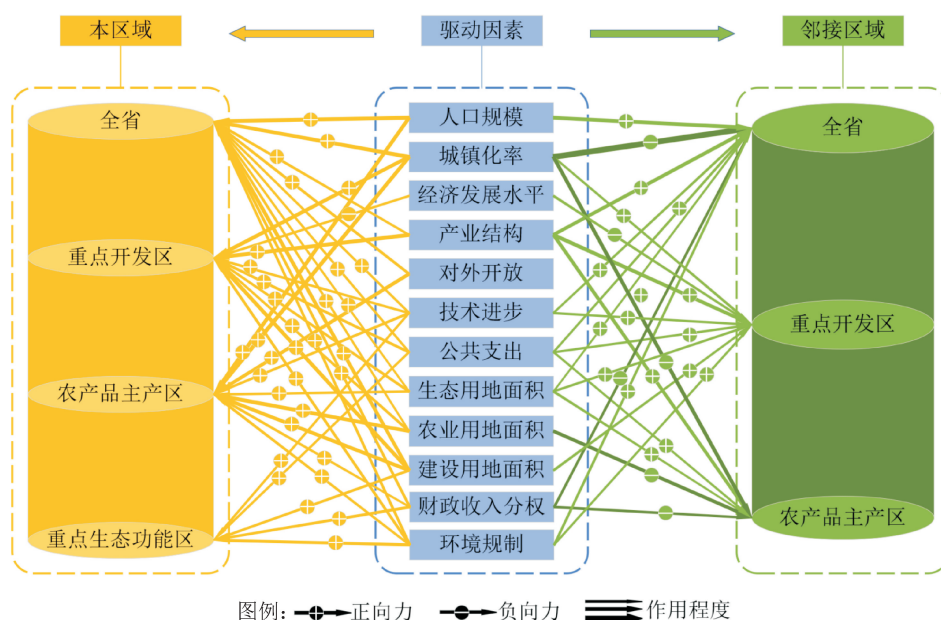 本区域
驱动因素
邻接区域
全省
重点开发区
农产品主产区
重点生态功能区
人口规模
城镇化率
经济发展水平
产业结构
对外开放
技术进步
公共支出
生态用地面积
农业用地面积
建设用地面积
财政收入分权
环境规制
全省
重点开发区
农产品主产区
图例: 正向力 负向力 作用程度